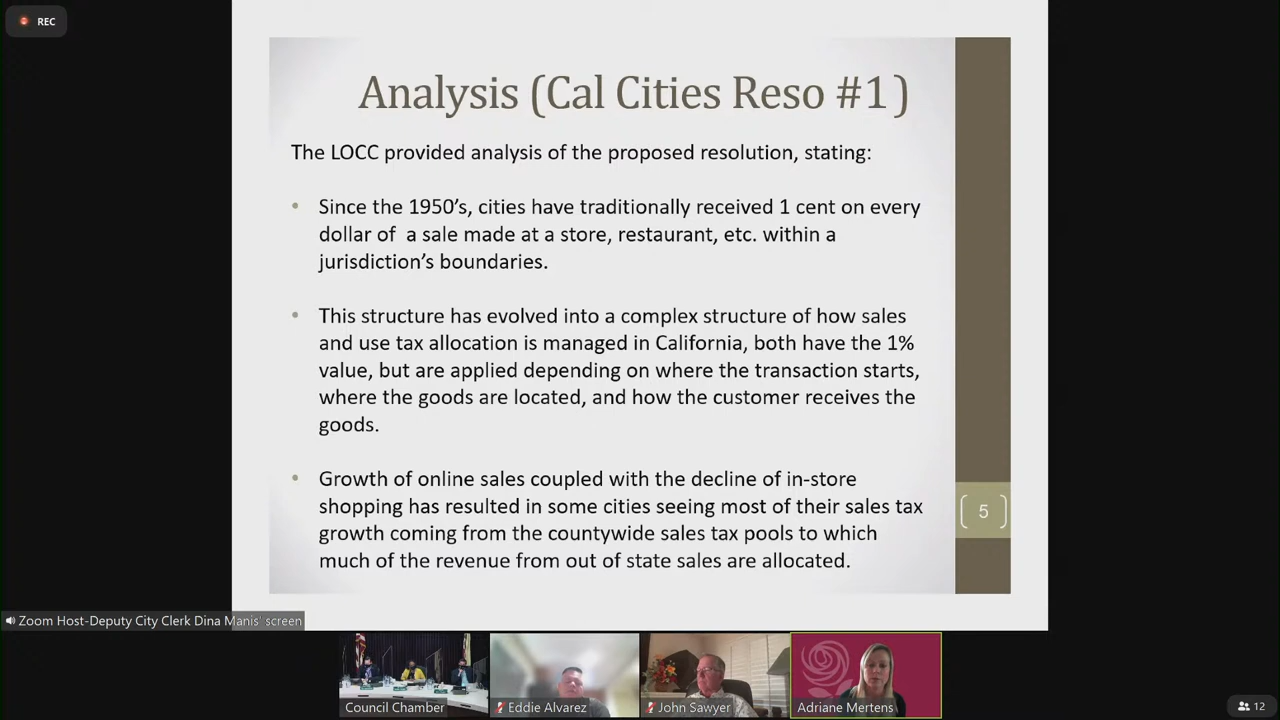 REC
Analysis (Cal Cities Reso #1)
The LOCC provided analysis of the proposed resolution, stating:
• Since the 1950's, cities have traditionally received 1 cent on every
dollar of a sale made at a store, restaurant, etc. within a
jurisdiction's boundaries.
• This structure has evolved into a complex structure of how sales
and use tax allocation is managed in California, both have the 1%
value, but are applied depending on where the transaction starts,
where the goods are located, and how the customer receives the
goods.
• Growth of online sales coupled with the decline of in-store
shopping has resulted in some cities seeing most of their sales tax
growth coming from the countywide sales tax pools to which
much of the revenue from out of state sales are allocated.
5
Zoom Host-Deputy City Clerk Dina Manis' screen
Council Chamber
Eddie Alvarez
John Sawyer
Adriane Mertens
12